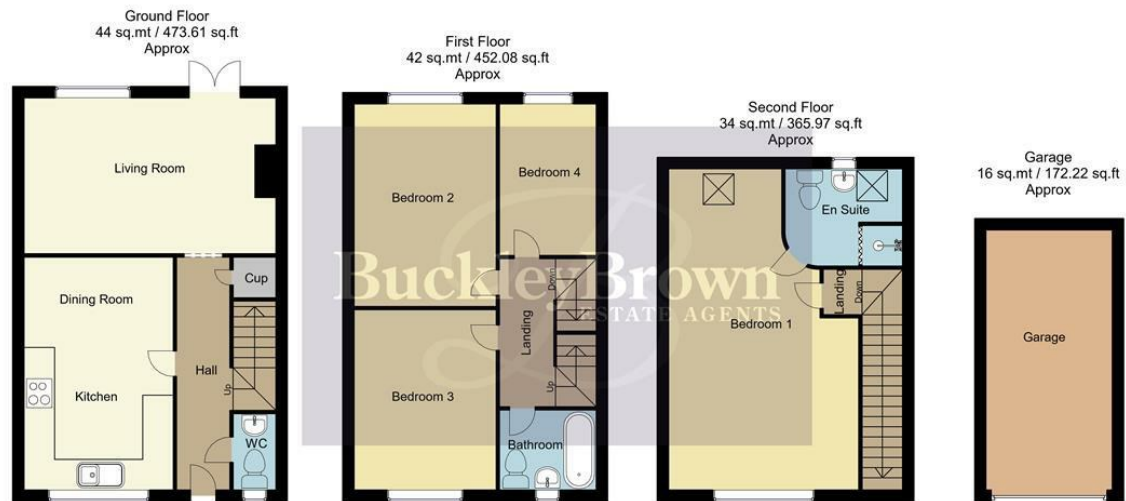 Ground Floor
44 sq.mt / 473.61 sq.ft
Approx
Living Room
Dining Room
Cup
Hall
Up
Kitchen
WC
First Floor
42 sq.mt / 452.08 sq.ft
Approx
Bedroom 2
Bedroom 4
Down
Landing
Up
Bedroom 3
Bathroom
Second Floor
34 sq.mt / 365.97 sq.ft
Approx
En Suite
Landing
Down
Bedroom 1
Garage
16 sq.mt / 172.22 sq.ft
Approx
Garage
BuckleyBrown
ESTATE AGENTS
B